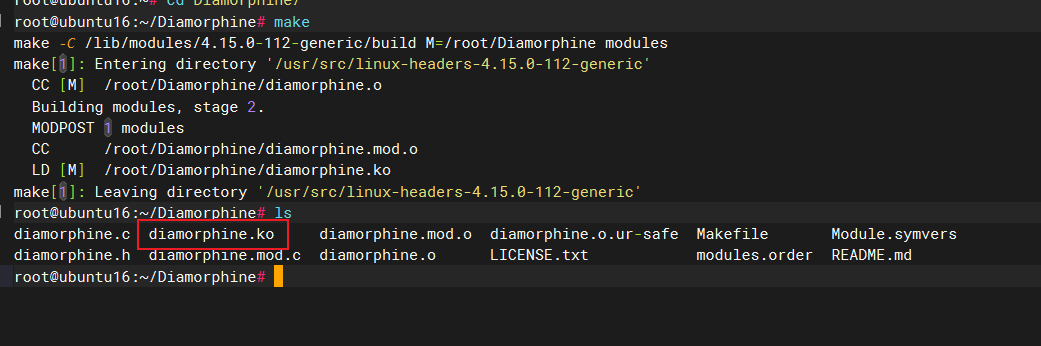 root@ubuntu16:~# cd Diamorphine/
root@ubuntu16:~/Diamorphine# make
make -C /lib/modules/4.15.0-112-generic/build M=/root/Diamorphine modules
make[1]: Entering directory '/usr/src/linux-headers-4.15.0-112-generic'
  CC [M]  /root/Diamorphine/diamorphine.o
  Building modules, stage 2.
  MODPOST 1 modules
  CC      /root/Diamorphine/diamorphine.mod.o
  LD [M]  /root/Diamorphine/diamorphine.ko
make[1]: Leaving directory '/usr/src/linux-headers-4.15.0-112-generic'
root@ubuntu16:~/Diamorphine# ls
diamorphine.c  diamorphine.ko     diamorphine.mod.o  diamorphine.o.ur-safe  Makefile       Module.symvers
diamorphine.h  diamorphine.mod.c  diamorphine.o      LICENSE.txt            modules.order  README.md
root@ubuntu16:~/Diamorphine#